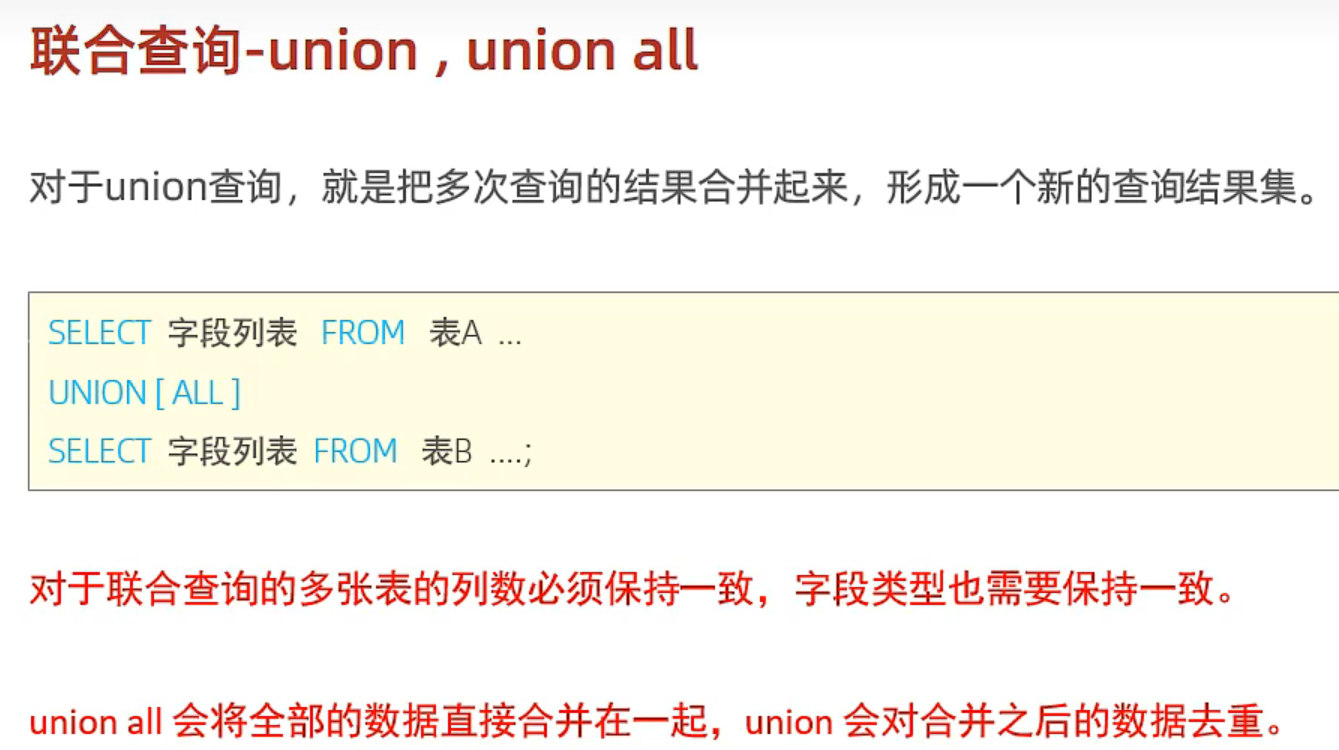 联合查询-union , union all
对于union查询，就是把多次查询的结果合并起来，形成一个新的查询结果集。
SELECT 字段列表 FROM 表A ...
UNION [ ALL ]
SELECT 字段列表 FROM 表B ....;
对于联合查询的多张表的列数必须保持一致，字段类型也需要保持一致。
union all 会将全部的数据直接合并在一起，union 会对合并之后的数据去重。